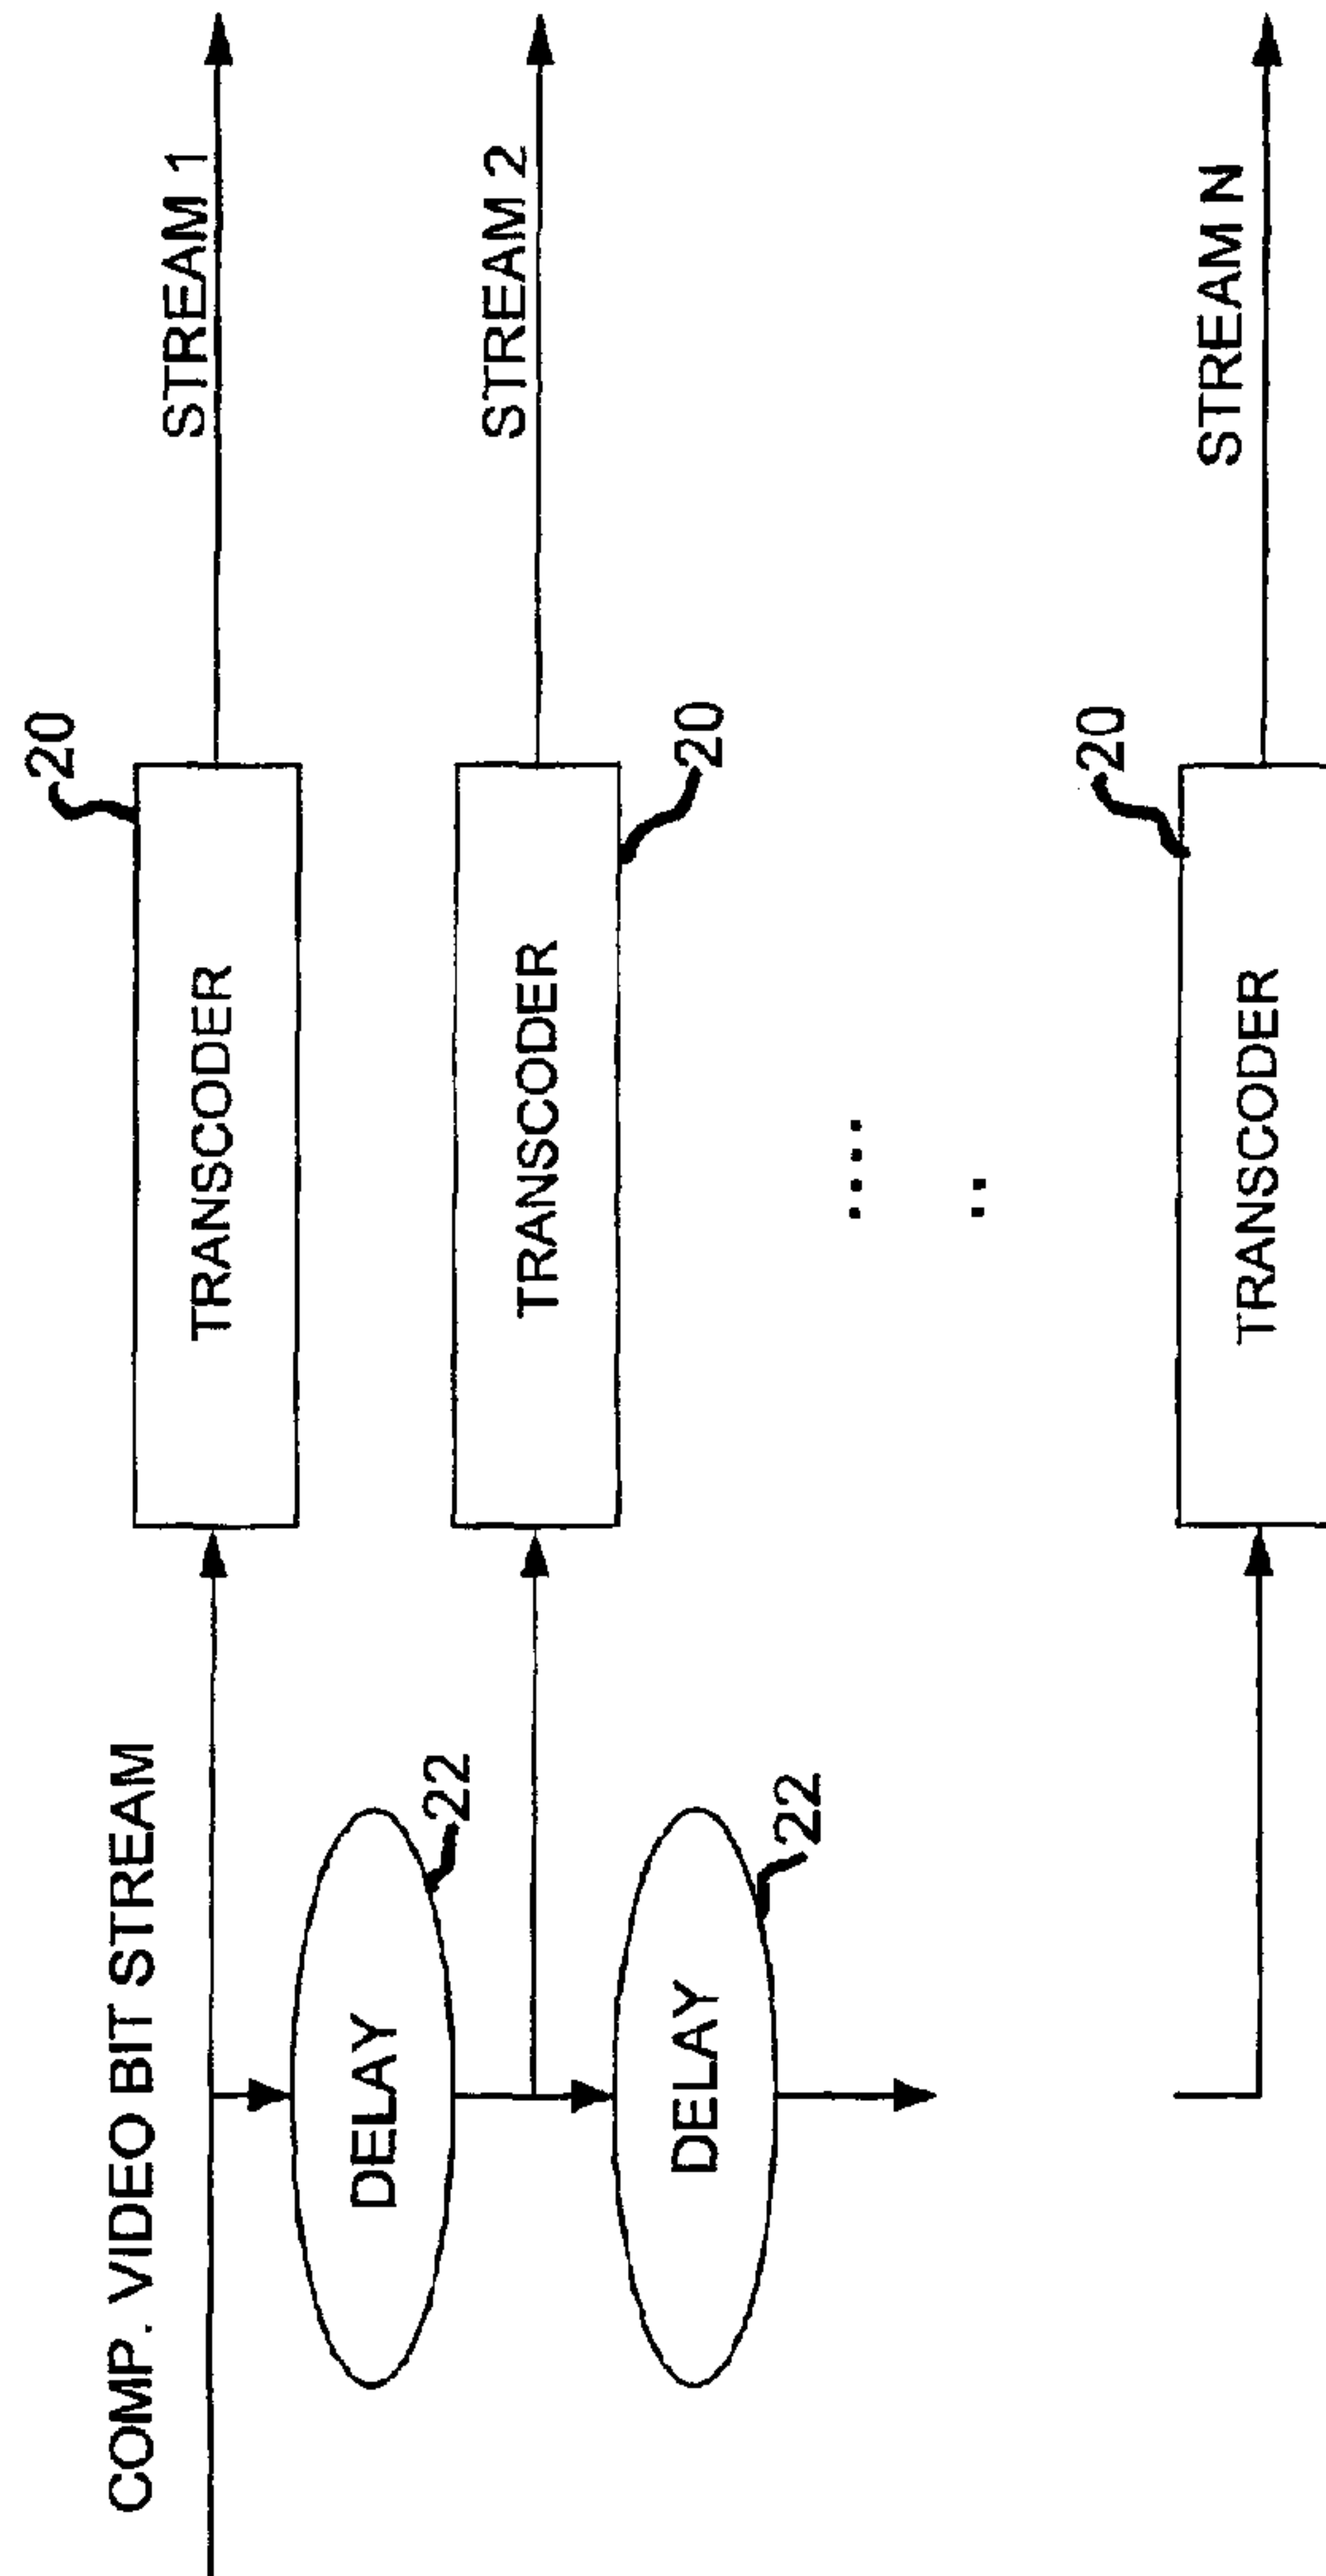 COMP. VIDEO BIT STREAM
20
TRANSCODER
STREAM 1
DELAY
22
TRANSCODER
20
STREAM 2
DELAY
22
20
TRANSCODER
STREAM N